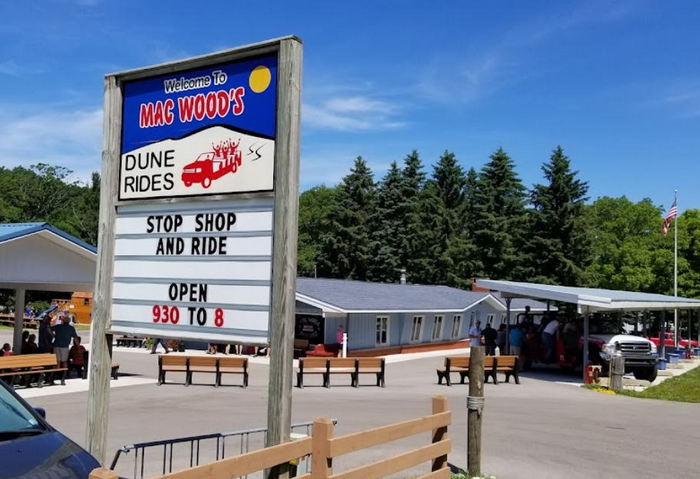 Welcome To
MAC WOOD'S
DUNE
RIDES
STOP SHOP
AND RIDE
OPEN
930 TO 8